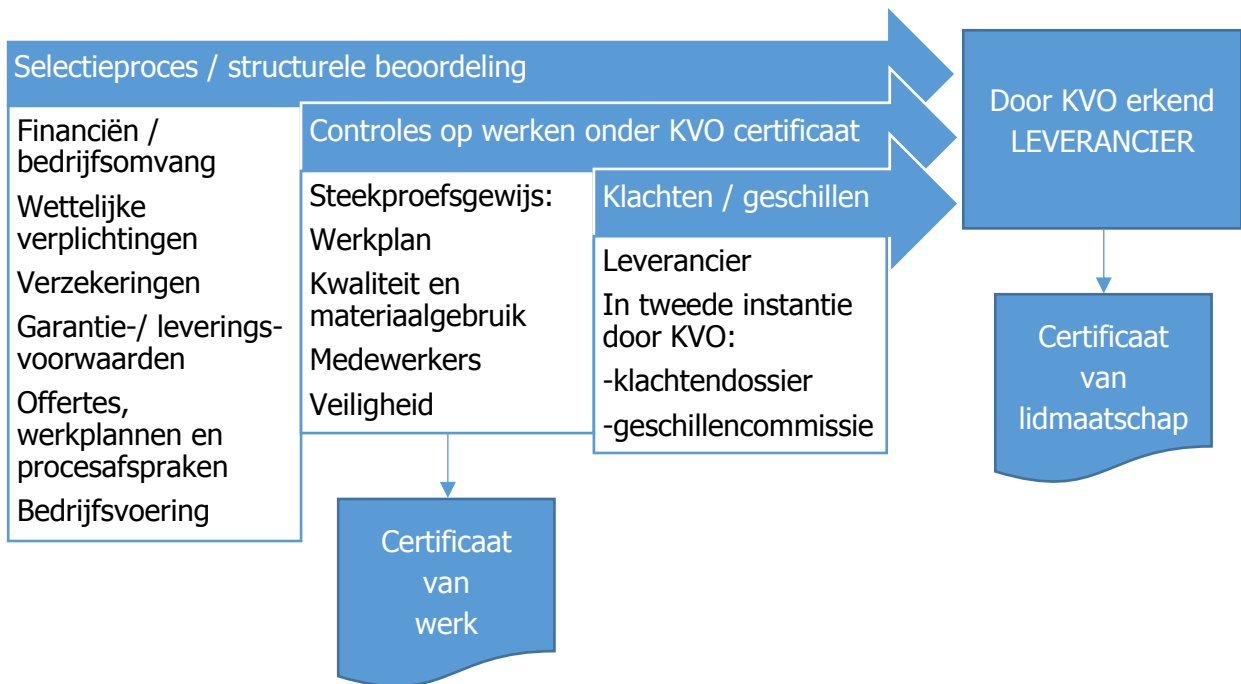 Selectieproces / structurele beoordeling
Financiën /
bedrijfsomvang
Wettelijke
verplichtingen
Verzekeringen
Garantie-/ leverings-
voorwaarden
Offertes,
werkplannen en
procesafspraken
Bedrijfsvoering
Controles op werken onder KVO certificaat
Steekproefsgewijs:
Werkplan
Kwaliteit en
materiaalgebruik
Medewerkers
Veiligheid
Klachten / geschillen
Leverancier
In tweede instantie
door KVO:
-klachtendossier
-geschillencommissie
Door KVO erkend
LEVERANCIER
Certificaat
van
lidmaatschap
Certificaat
van
werk